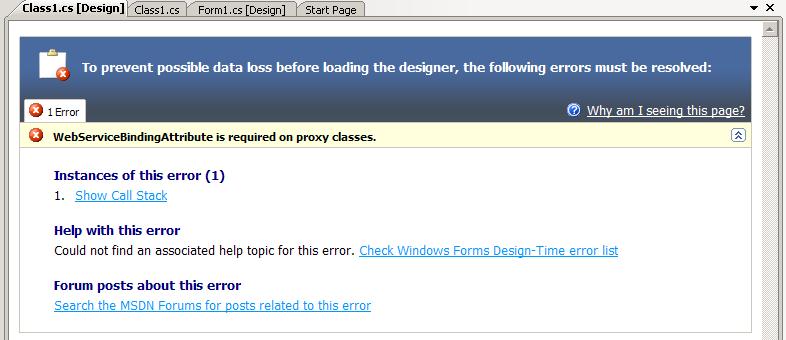 Class1.cs [Design] Class1.cs Form1.cs [Design] Start Page
To prevent possible data loss before loading the designer, the following errors must be resolved:
1 Error Why am I seeing this page?
WebServiceBindingAttribute is required on proxy classes.
Instances of this error (1)
1. Show Call Stack
Help with this error
Could not find an associated help topic for this error. Check Windows Forms Design-Time error list
Forum posts about this error
Search the MSDN Forums for posts related to this error